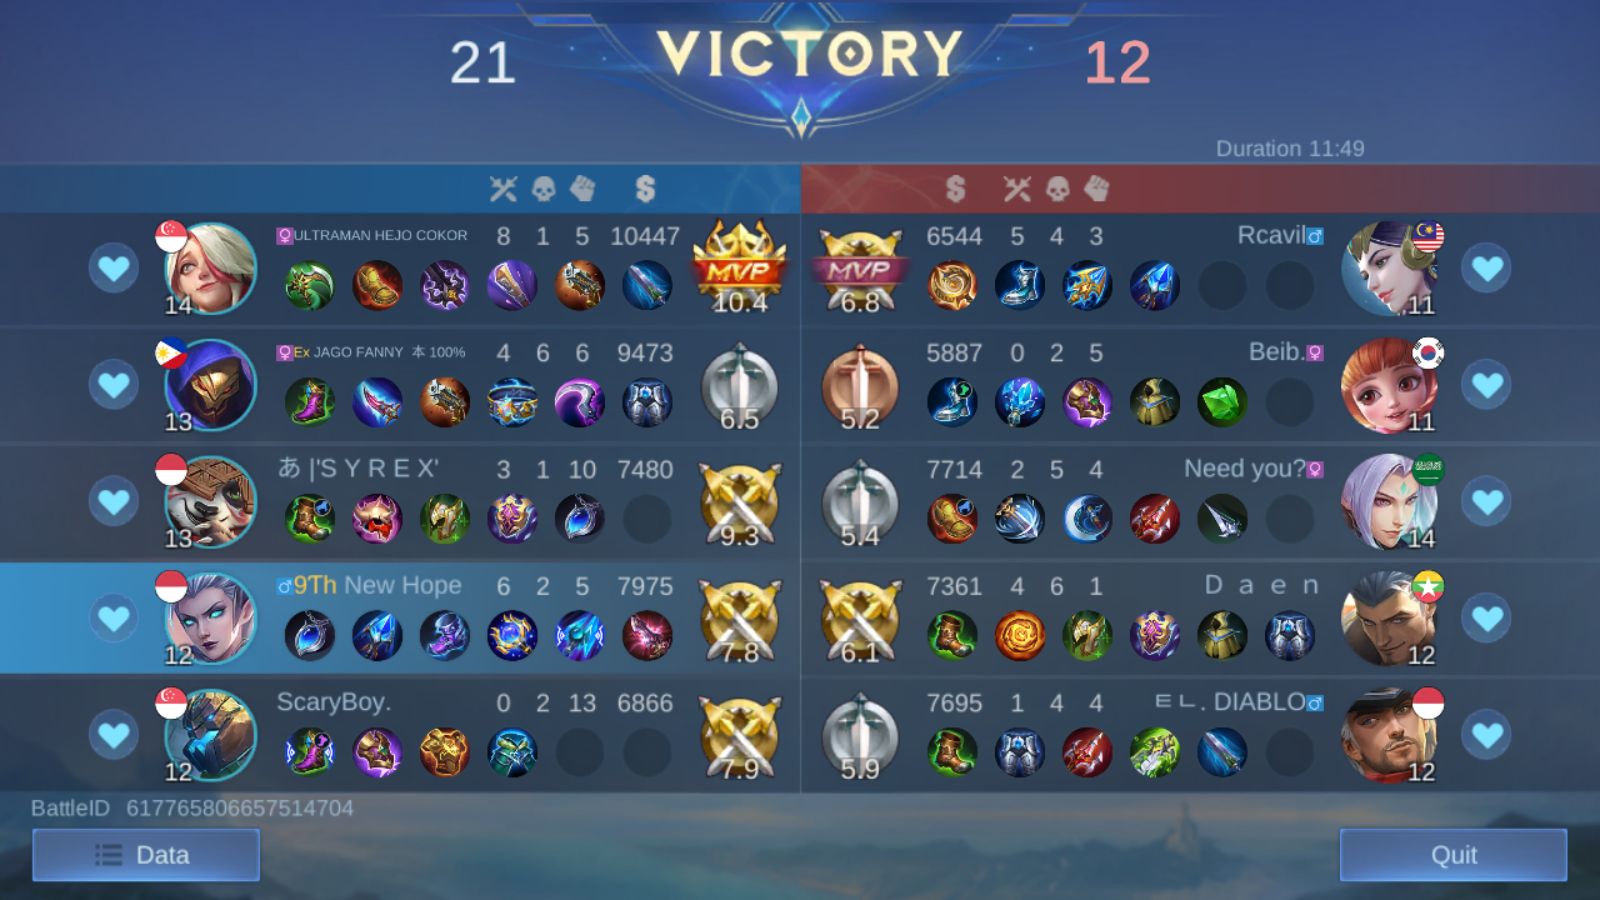 21 VICTORY 12
Duration 11:49
ULTRAMAN HEJO COKOR 8 1 5 10447 MVP 10.4 14
MVP 6.8 6544 5 4 3 Rcavil 11
Ex JAGO FANNY 本 100% 4 6 6 9473 6.5 13
5.2 5887 0 2 5 Beib. 11
あ |'S Y R E X' 3 1 10 7480 9.3 13
5.4 7714 2 5 4 Need you? 14
9Th New Hope 6 2 5 7975 7.8 12
6.1 7361 4 6 1 D a e n 12
ScaryBoy. 0 2 13 6866 7.9 12
5.9 7695 1 4 4 ㅌㄴ. DIABLO 12
BattleID 617765806657514704
Data
Quit